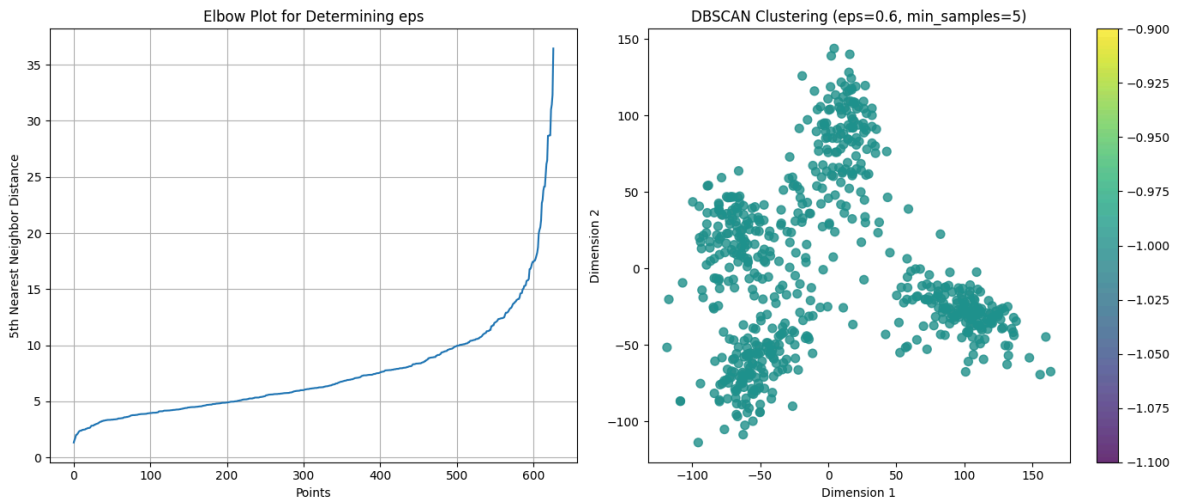 Elbow Plot for Determining eps
35
30
25
20
15
10
5
0
5th Nearest Neighbor Distance
0 100 200 300 400 500 600
Points
DBSCAN Clustering (eps=0.6, min_samples=5)
150
100
50
0
−50
−100
Dimension 2
−100 −50 0 50 100 150
Dimension 1
−0.900
−0.925
−0.950
−0.975
−1.000
−1.025
−1.050
−1.075
−1.100